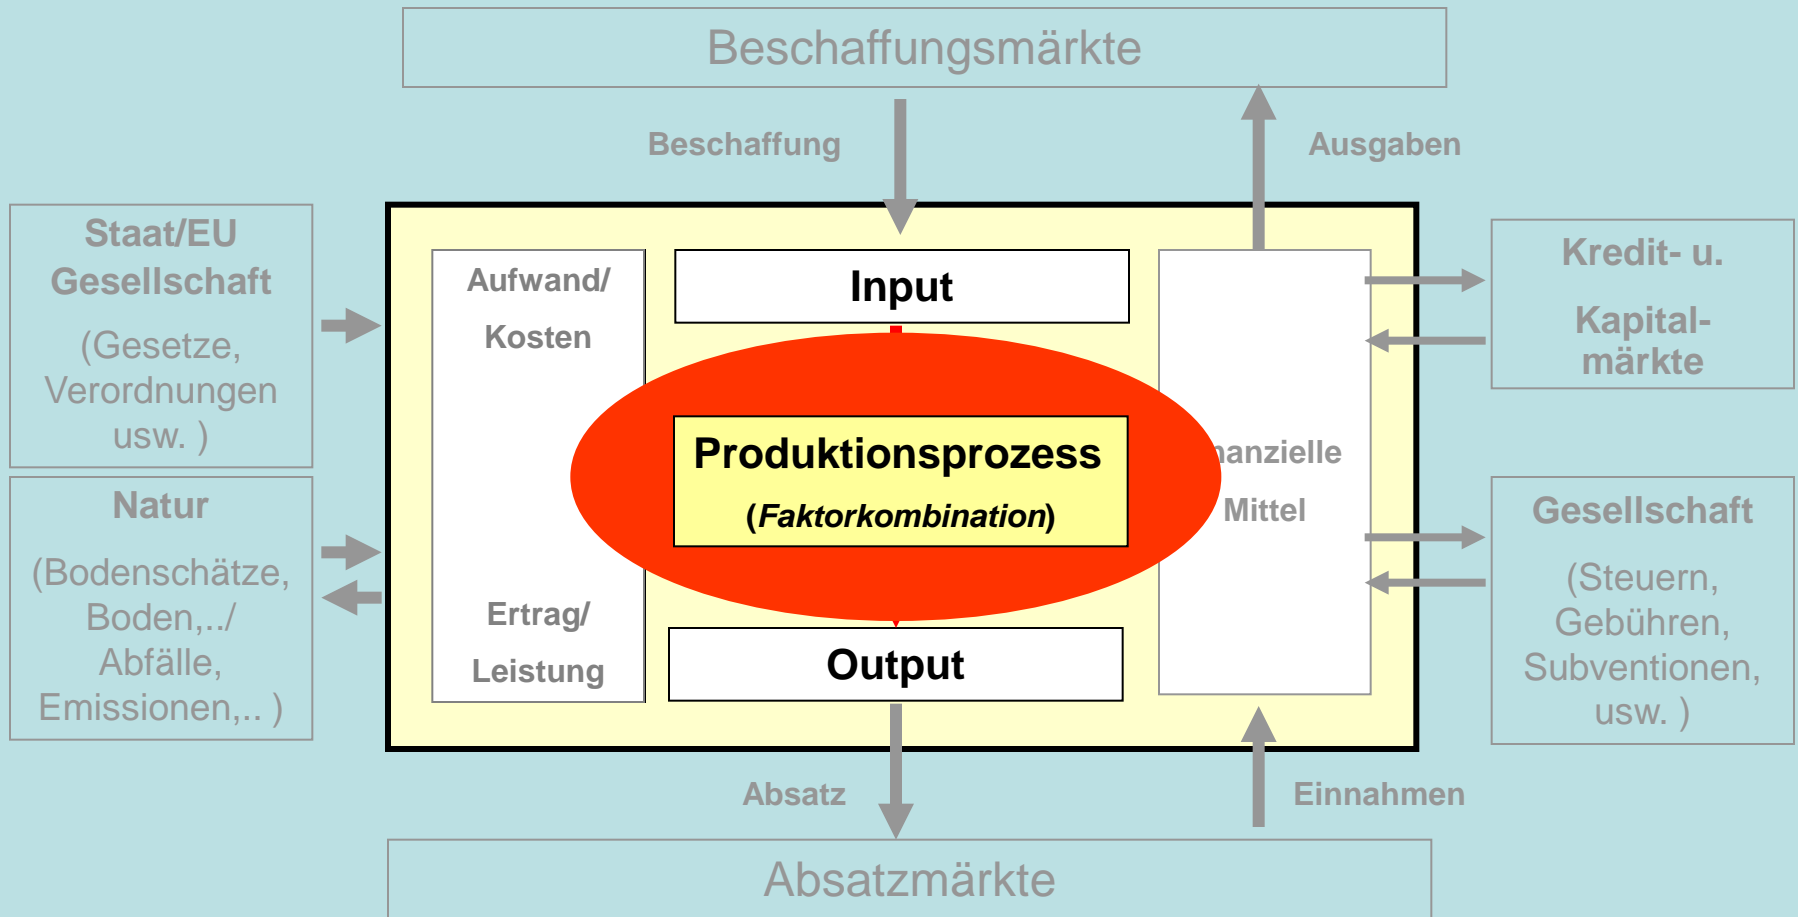 Beschaffungsmärkte
Beschaffung
Ausgaben
Staat/EU
Gesellschaft
(Gesetze,
Verordnungen
usw. )
Natur
(Bodenschätze,
Boden,../
Abfälle,
Emissionen,.. )
Aufwand/
Kosten
Ertrag/
Leistung
Input
Produktionsprozess
(Faktorkombination)
Output
nanzielle
Mittel
Kredit- u.
Kapital-
märkte
Gesellschaft
(Steuern,
Gebühren,
Subventionen,
usw. )
Absatz
Einnahmen
Absatzmärkte